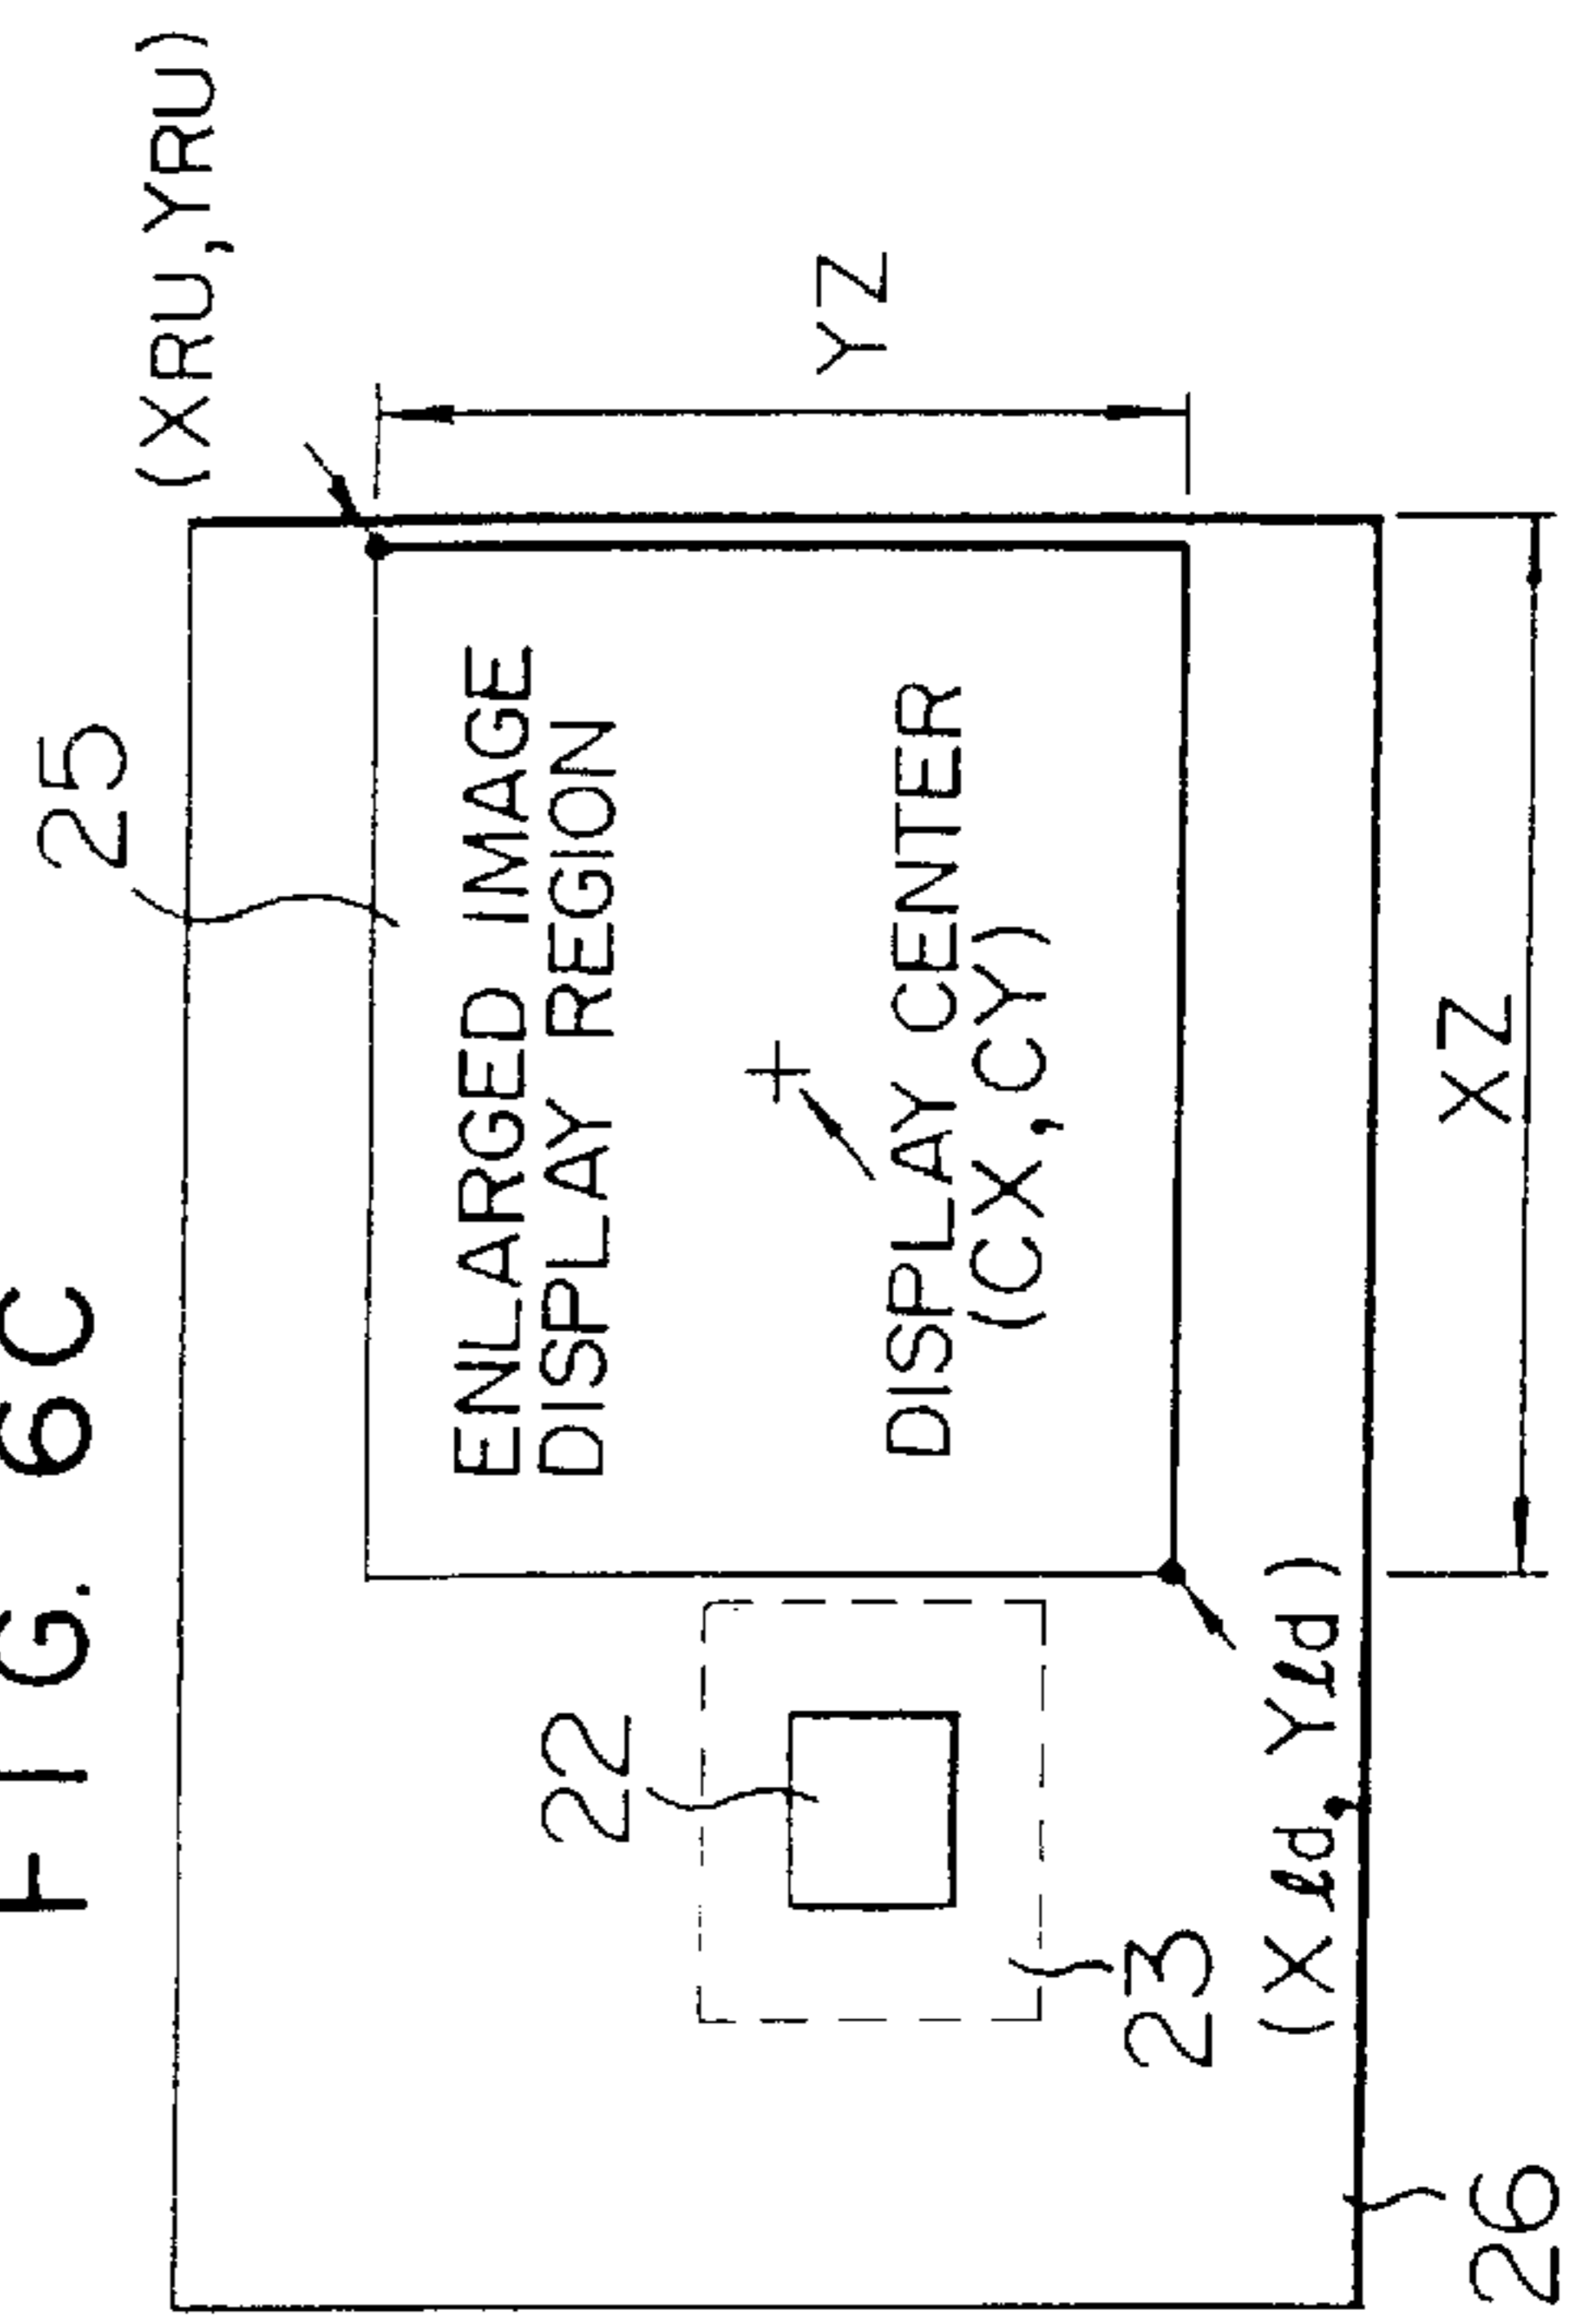 FIG. 6C
25
(XRU,YRU)
ENLARGED IMAGE
DISPLAY REGION
YZ
22
DISPLAY CENTER
(CX,CY)
23
(Xℓd,Yℓd)
XZ
26